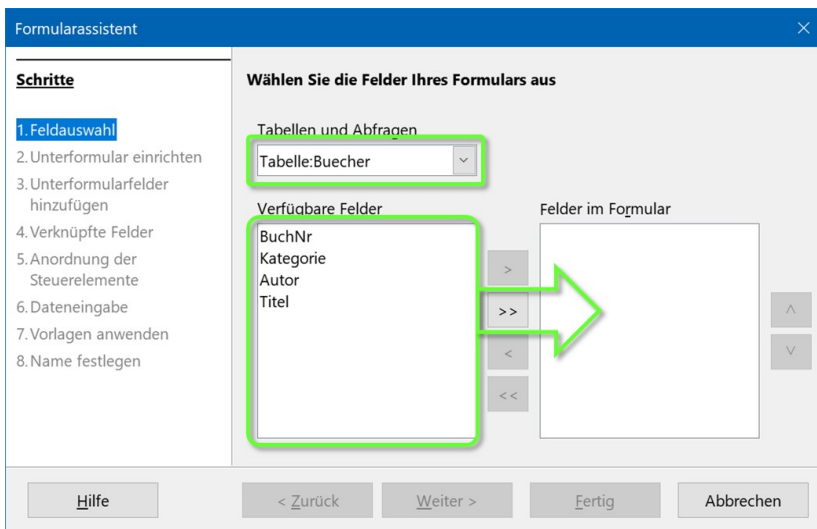 Formularassistent
Schritte
1. Feldauswahl
2. Unterformular einrichten
3. Unterformularfelder
hinzufügen
4. Verknüpfte Felder
5. Anordnung der
Steuerelemente
6. Dateneingabe
7. Vorlagen anwenden
8. Name festlegen
Wählen Sie die Felder Ihres Formulars aus
Tabellen und Abfragen
Tabelle:Buecher
Verfügbare Felder
BuchNr
Kategorie
Autor
Titel
>
>>
<
<<
Felder im Formular
Hilfe
< Zurück
Weiter >
Fertig
Abbrechen